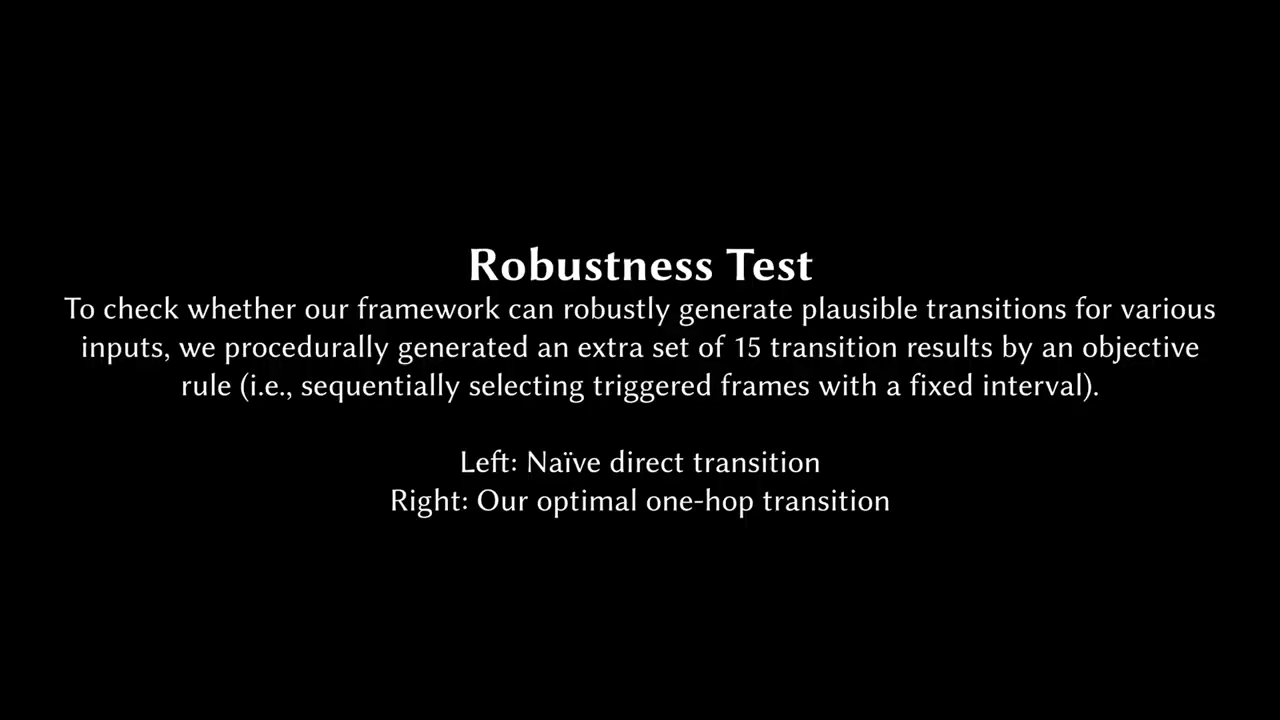 Robustness Test
To check whether our framework can robustly generate plausible transitions for various
inputs, we procedurally generated an extra set of 15 transition results by an objective
rule (i.e., sequentially selecting triggered frames with a fixed interval).
Left: Naïve direct transition
Right: Our optimal one-hop transition